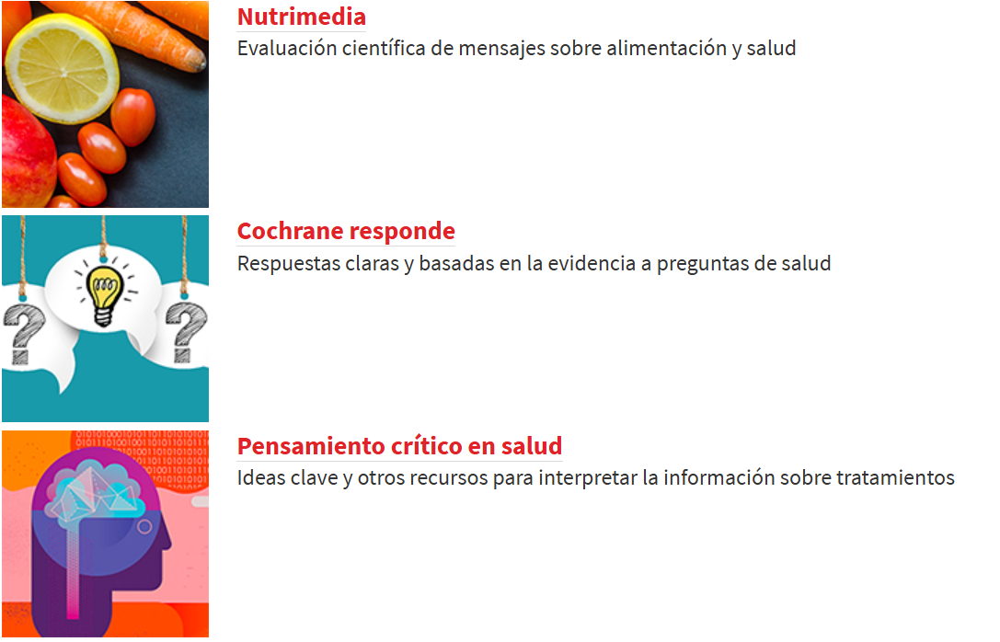 Nutrimedia
Evaluación científica de mensajes sobre alimentación y salud
Cochrane responde
Respuestas claras y basadas en la evidencia a preguntas de salud
? ?
Pensamiento crítico en salud
Ideas clave y otros recursos para interpretar la información sobre tratamientos